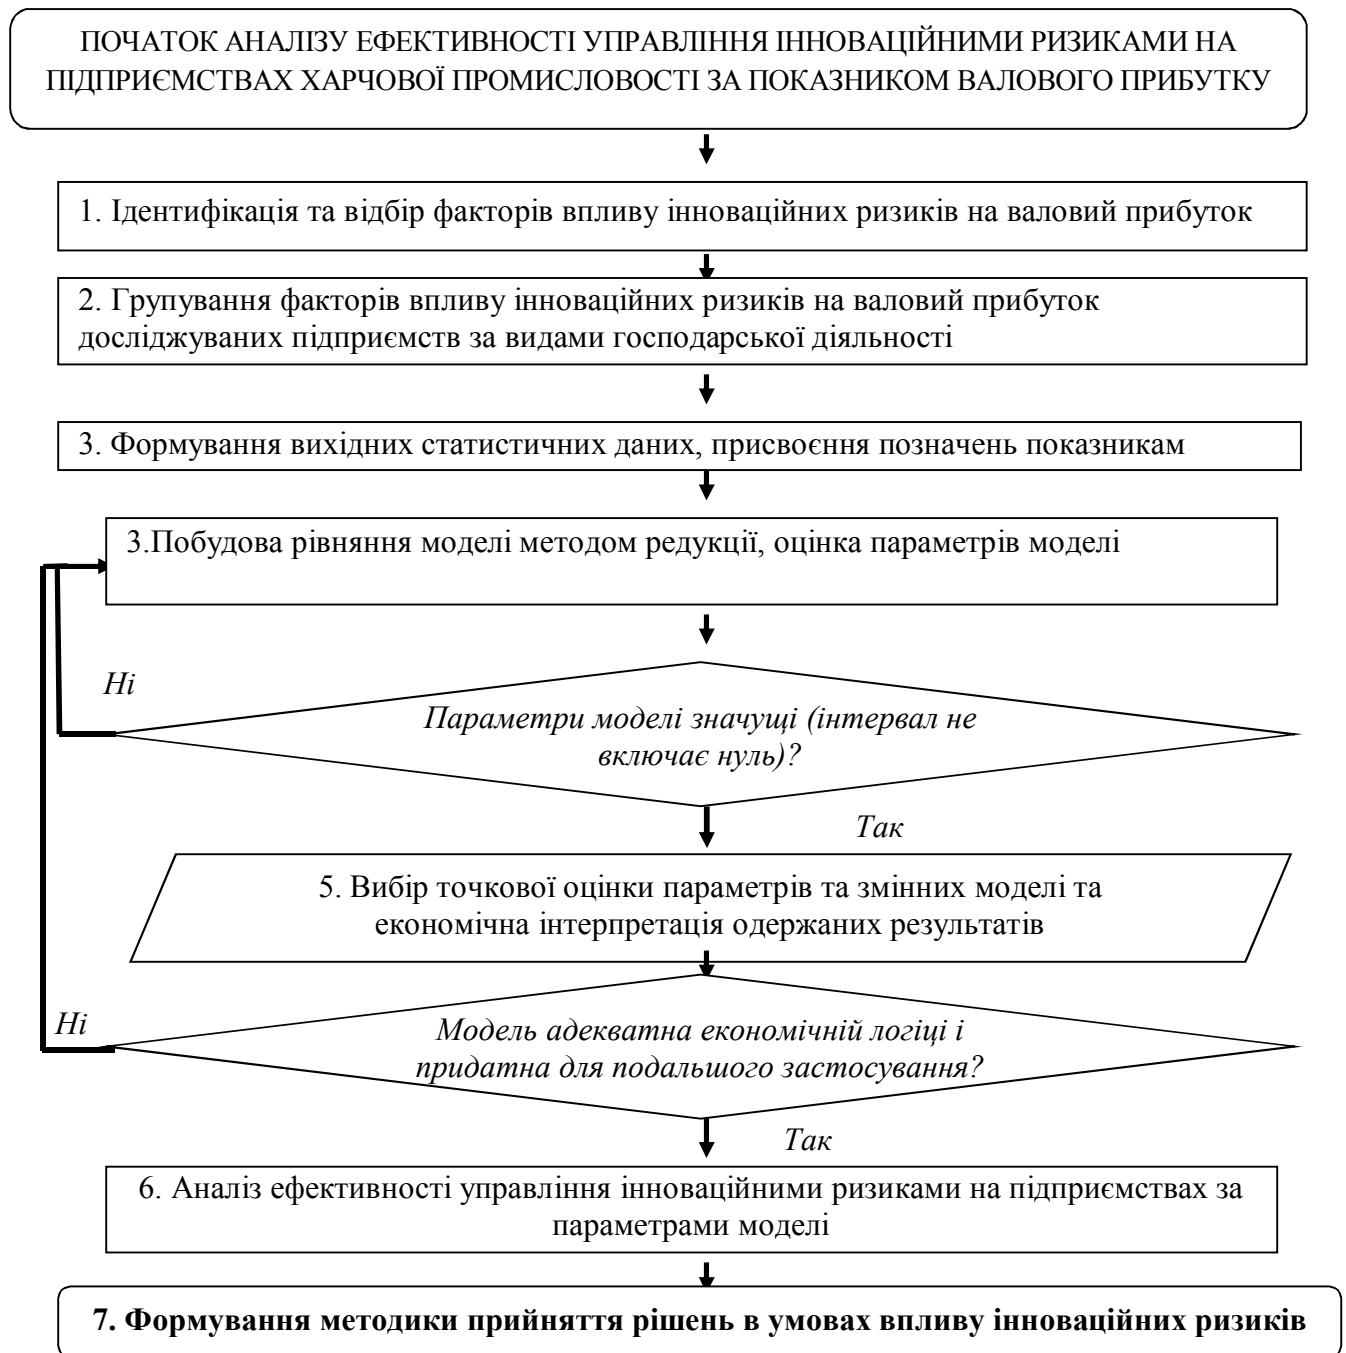 ПОЧАТОК АНАЛІЗУ ЕФЕКТИВНОСТІ УПРАВЛІННЯ ІННОВАЦІЙНИМИ РИЗИКАМИ НА
ПІДПРИЄМСТВАХ ХАРЧОВОЇ ПРОМИСЛОВОСТІ ЗА ПОКАЗНИКОМ ВАЛОВОГО ПРИБУТКУ
1. Ідентифікація та відбір факторів впливу інноваційних ризиків на валовий прибуток
2. Групування факторів впливу інноваційних ризиків на валовий прибуток
досліджуваних підприємств за видами господарської діяльності
3. Формування вихідних статистичних даних, присвоєння позначень показникам
3.Побудова рівняння моделі методом редукції, оцінка параметрів моделі
Ні
Параметри моделі значущі (інтервал не
включає нуль)?
Так
5. Вибір точкової оцінки параметрів та змінних моделі та
економічна інтерпретація одержаних результатів
Ні
Модель адекватна економічній логіці і
придатна для подальшого застосування?
Так
6. Аналіз ефективності управління інноваційними ризиками на підприємствах за
параметрами моделі
7. Формування методики прийняття рішень в умовах впливу інноваційних ризиків